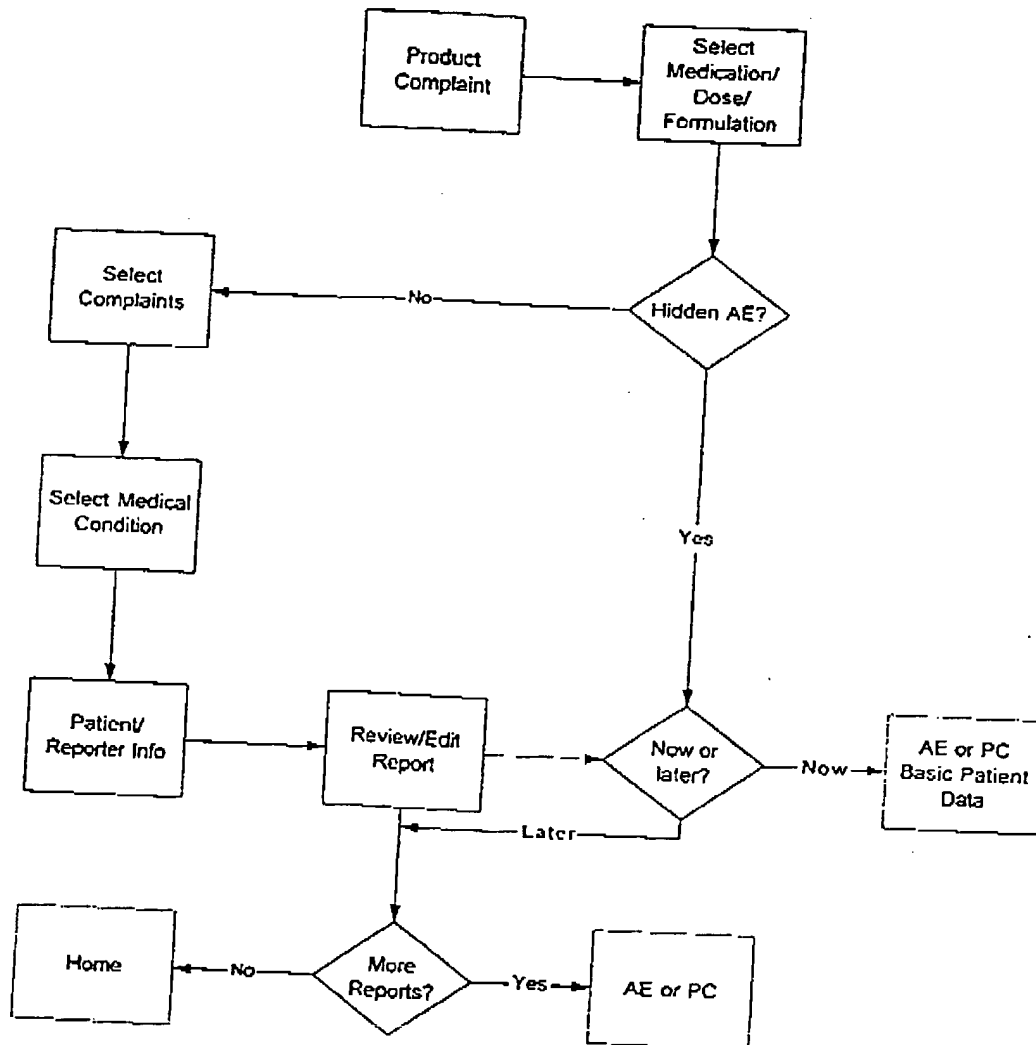 Product
Complaint
Select
Medication/
Dose/
Formulation
Select
Complaints
No
Hidden AE?
Select Medical
Condition
Yes
Patient/
Reporter Info
Review/Edit
Report
Now or
later?
Now
AE or PC
Basic Patient
Data
Later
Home
No
More
Reports?
Yes
AE or PC